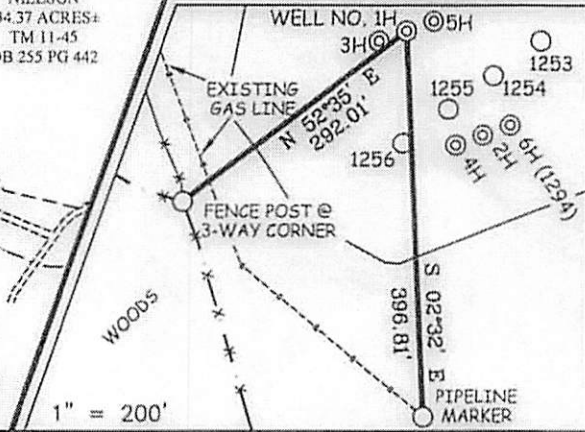 34.37 ACRES±
TM 11-45
DB 255 PG 442
WELL NO. 1H
5H
3H
1253
1254
1255
EXISTING
GAS LINE
N 52°35' E
292.01'
1256
4H
2H
6H (1294)
FENCE POST @
3-WAY CORNER
S 02°32' E
396.81'
WOODS
1" = 200'
PIPELINE
MARKER